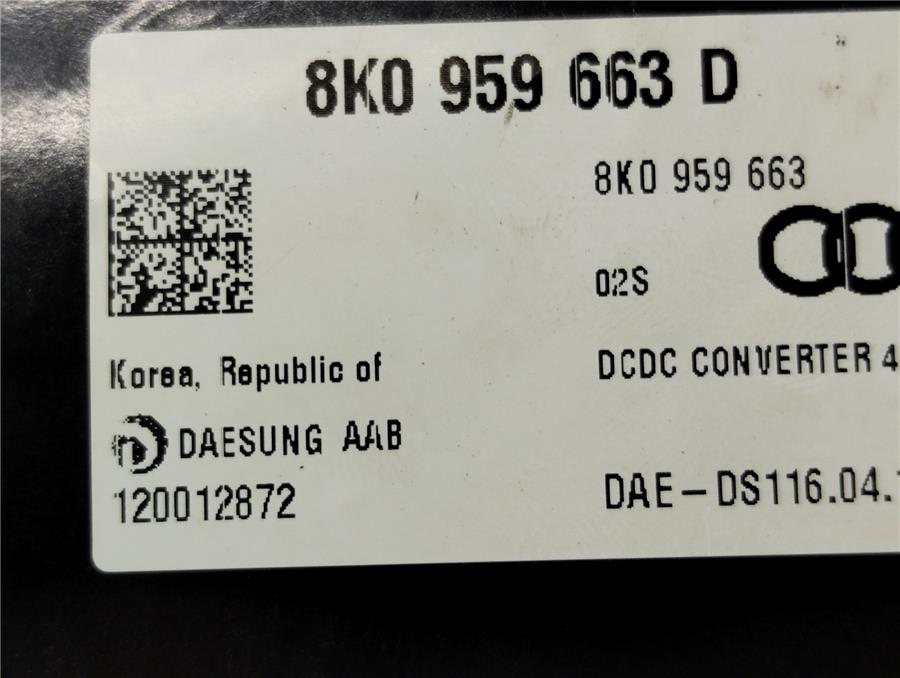 8K0 959 663 D
8K0 959 663
02S
Korea, Republic of
DCDC CONVERTER 4
DAESUNG AAB
120012872
DAE-DS116.04.